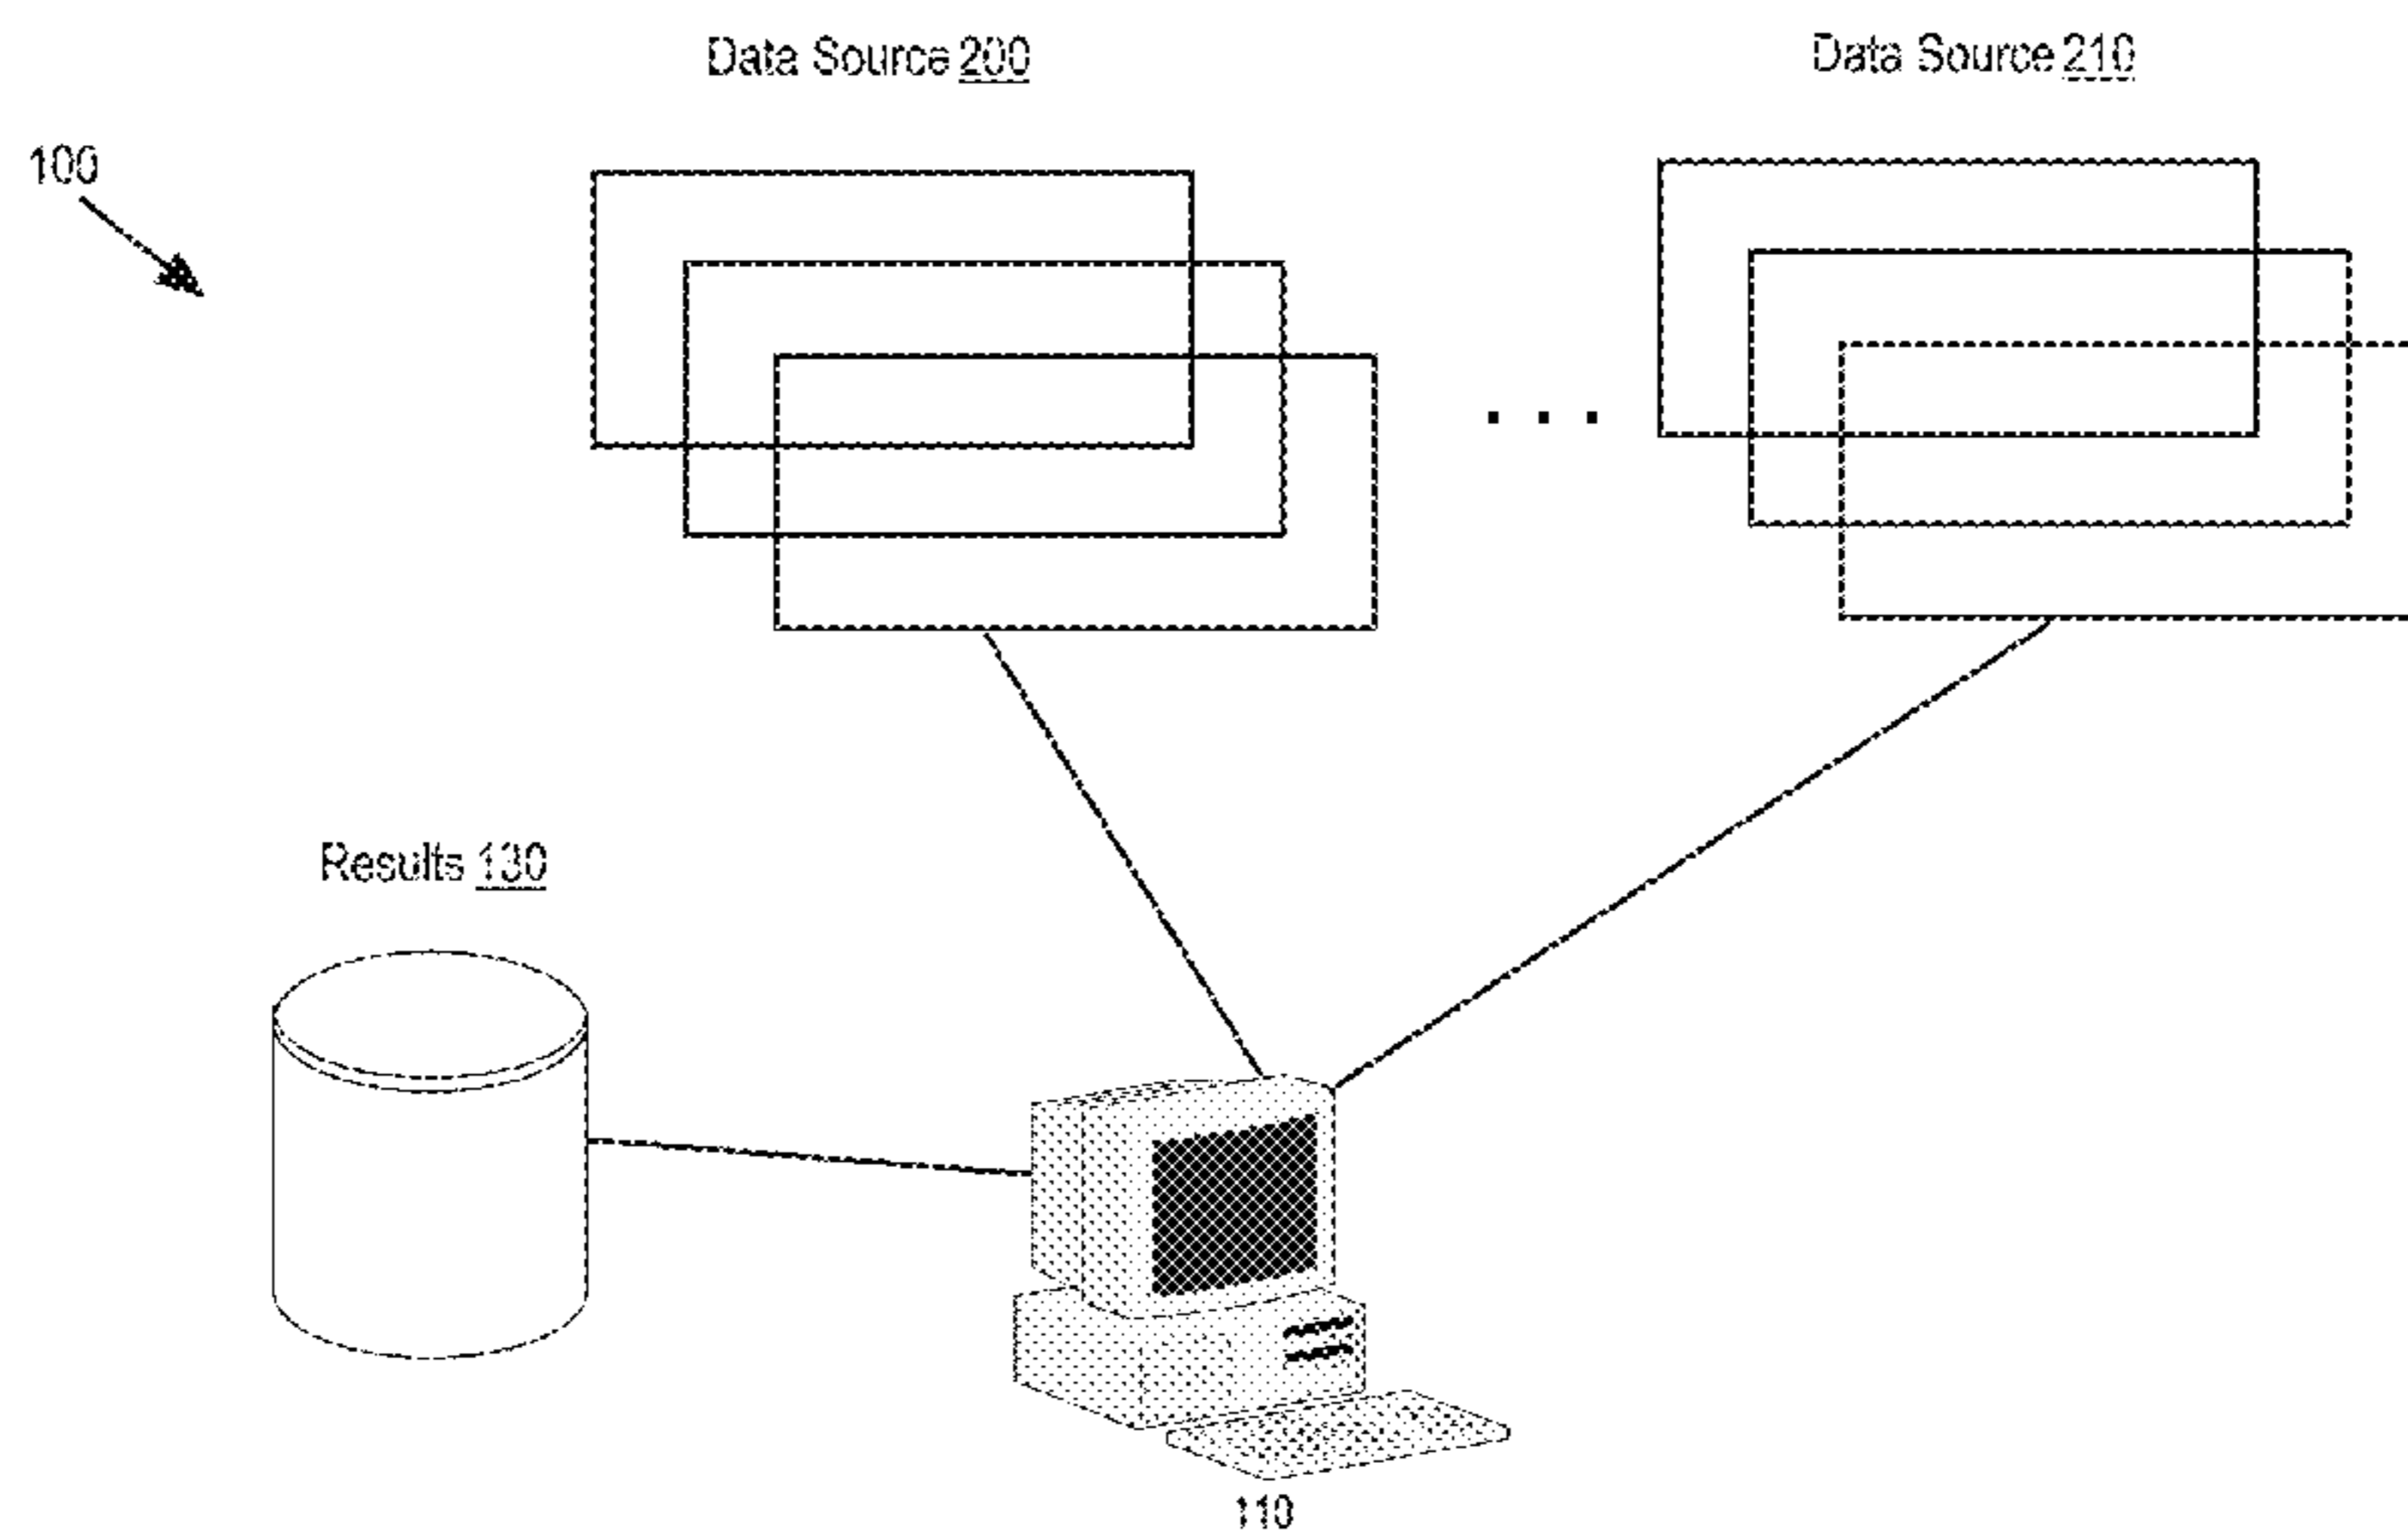 Data Source 200
Data Source 210
100
. . .
Results 130
110